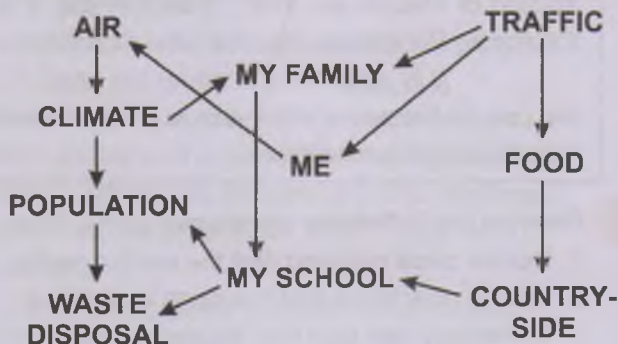 AIR
TRAFFIC
MY FAMILY
CLIMATE
ME
FOOD
POPULATION
MY SCHOOL
WASTE
DISPOSAL
COUNTRY-
SIDE